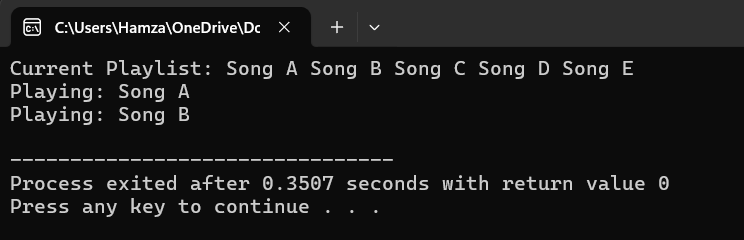 C:\Users\Hamza\OneDrive\Dc
Current Playlist: Song A Song B Song C Song D Song E
Playing: Song A
Playing: Song B
--------------------------------
Process exited after 0.3507 seconds with return value 0
Press any key to continue . . .